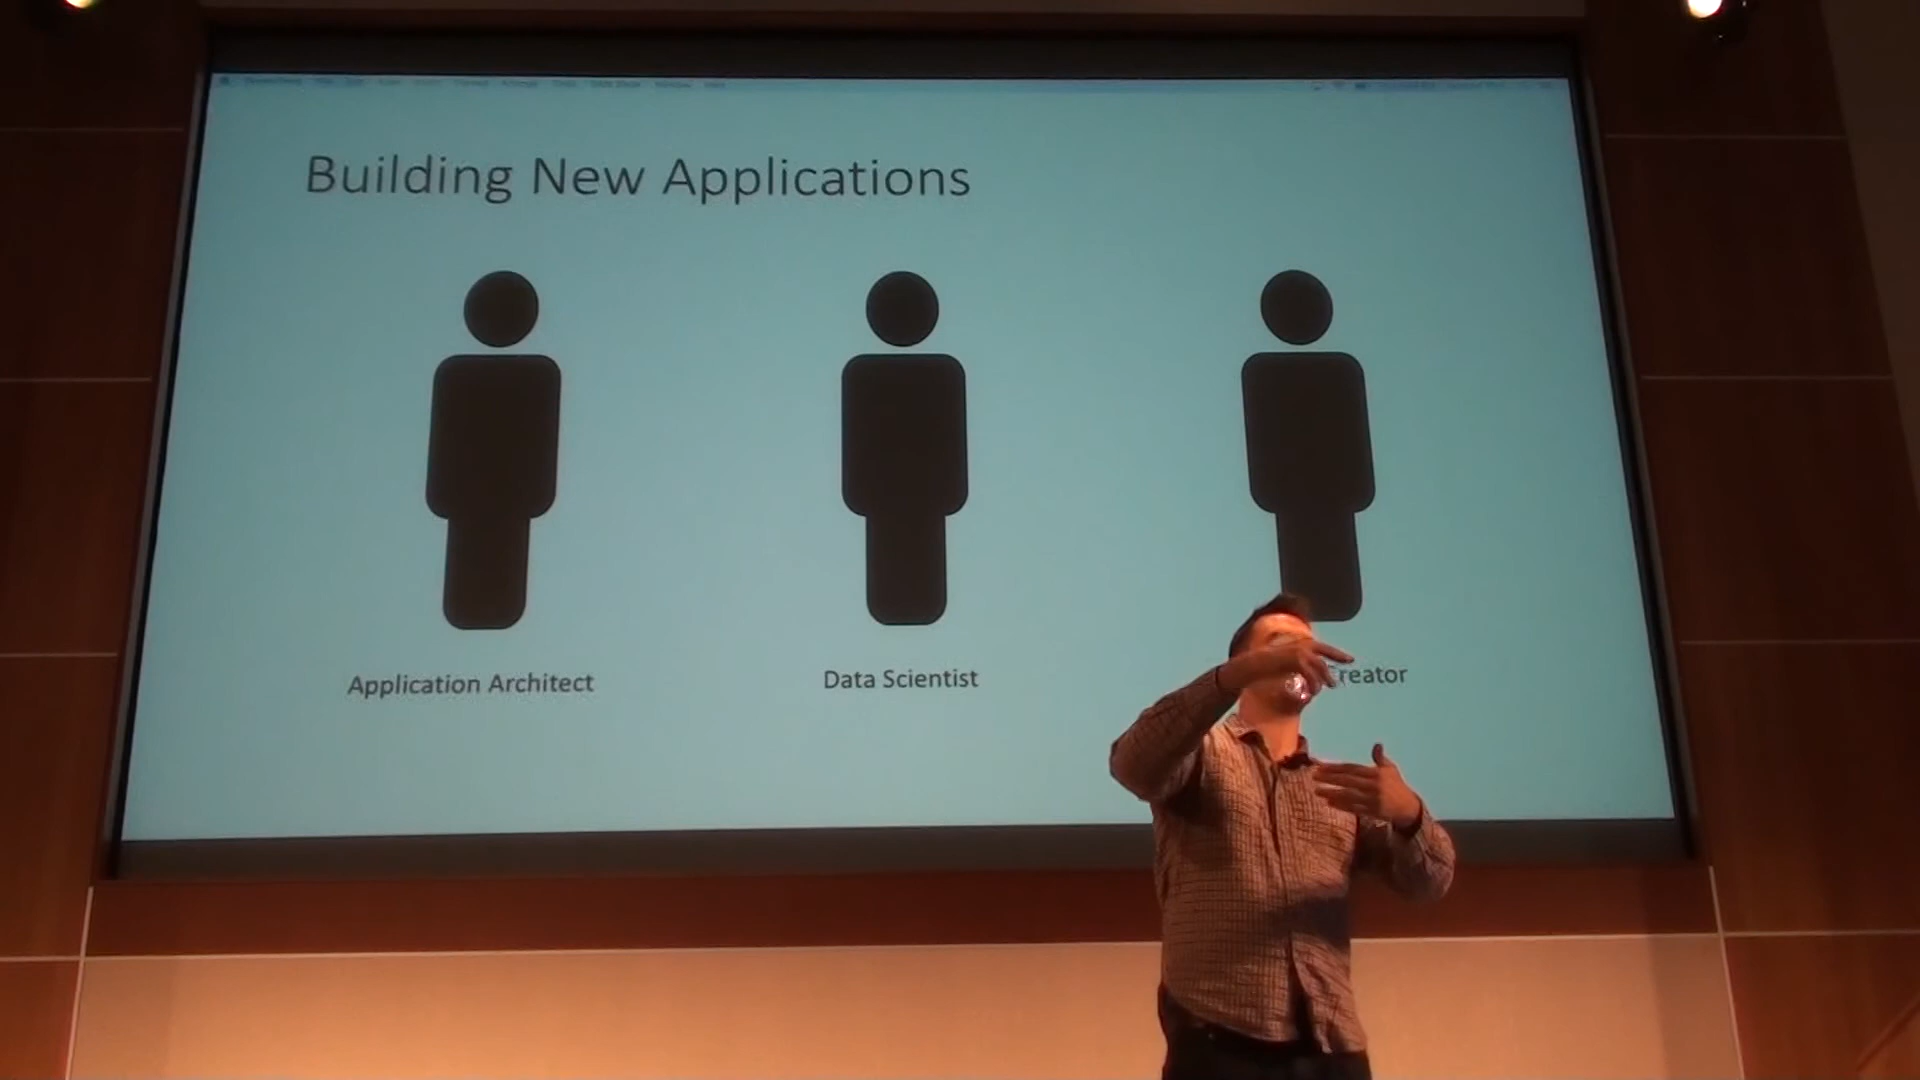 Building New Applications
Application Architect
Data Scientist
Creator